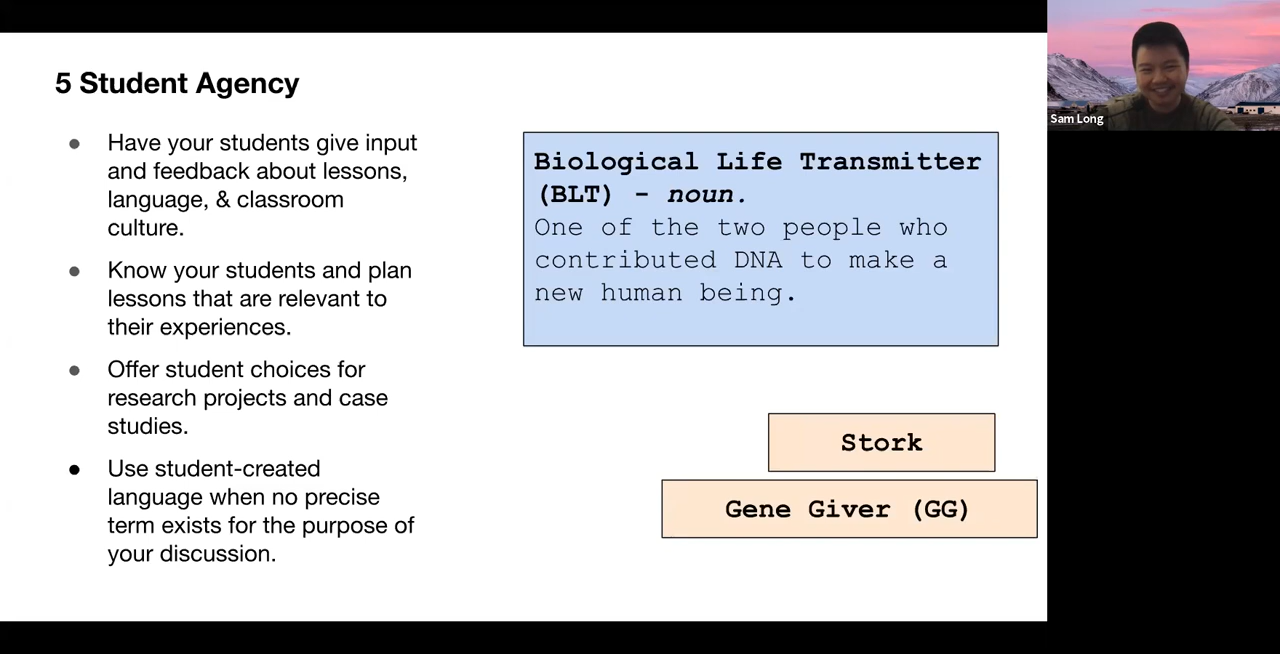 5 Student Agency
Have your students give input
and feedback about lessons,
language, & classroom
culture.
Know your students and plan
lessons that are relevant to
their experiences.
Offer student choices for
research projects and case
studies.
Use student-created
language when no precise
term exists for the purpose of
your discussion.
Biological Life Transmitter
(BLT) – noun.
One of the two people who
contributed DNA to make a
new human being.
Stork
Gene Giver (GG)
Sam Long